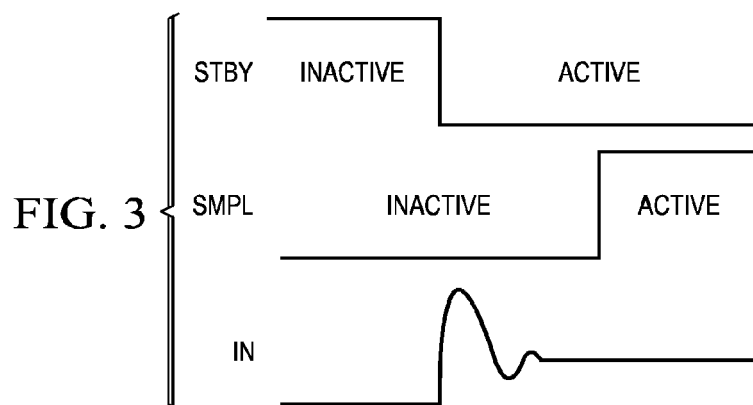 STBY INACTIVE ACTIVE
FIG. 3 SMPL INACTIVE ACTIVE
IN